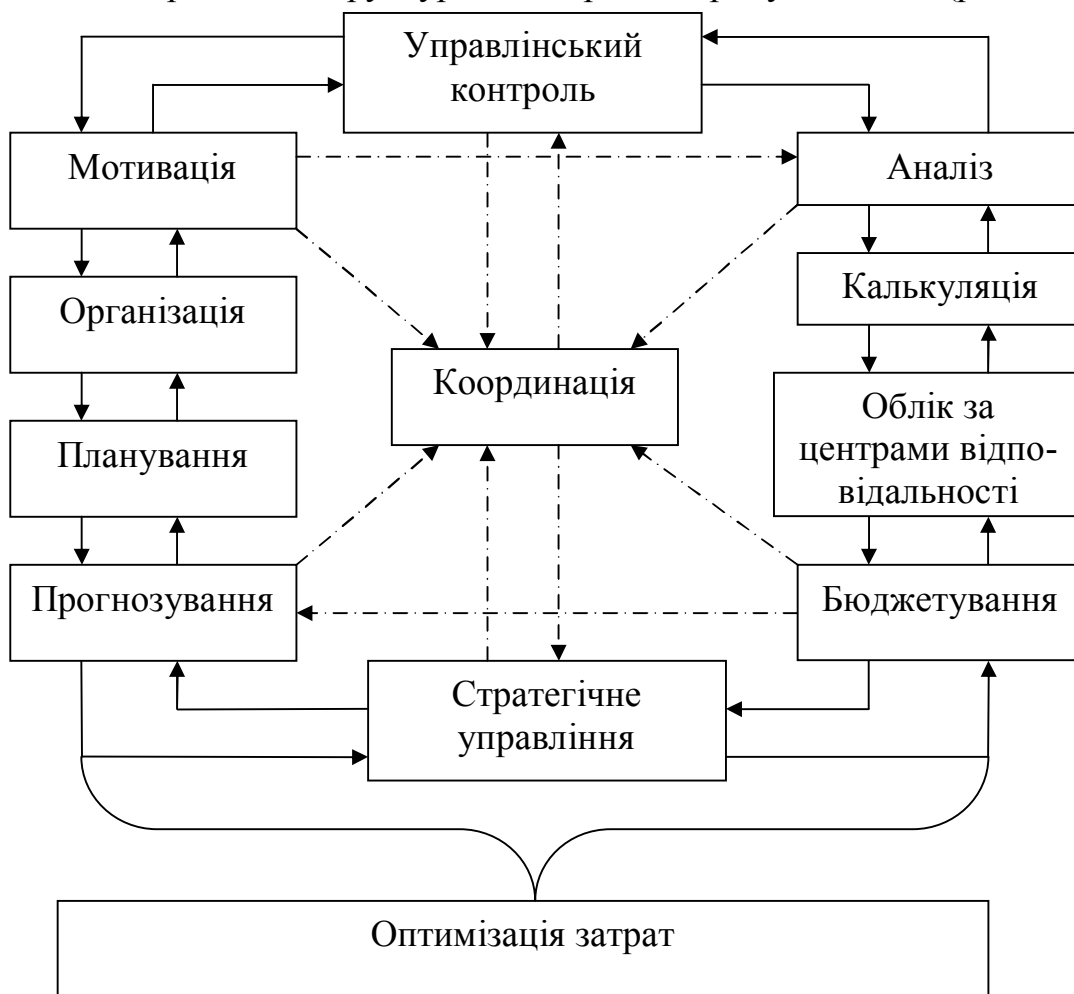 Управлінський
контроль
Мотивація
Аналіз
Організація
Калькуляція
Координація
Планування
Облік за
центрами відпо-
відальності
Прогнозування
Бюджетування
Стратегічне
управління
Оптимізація затрат